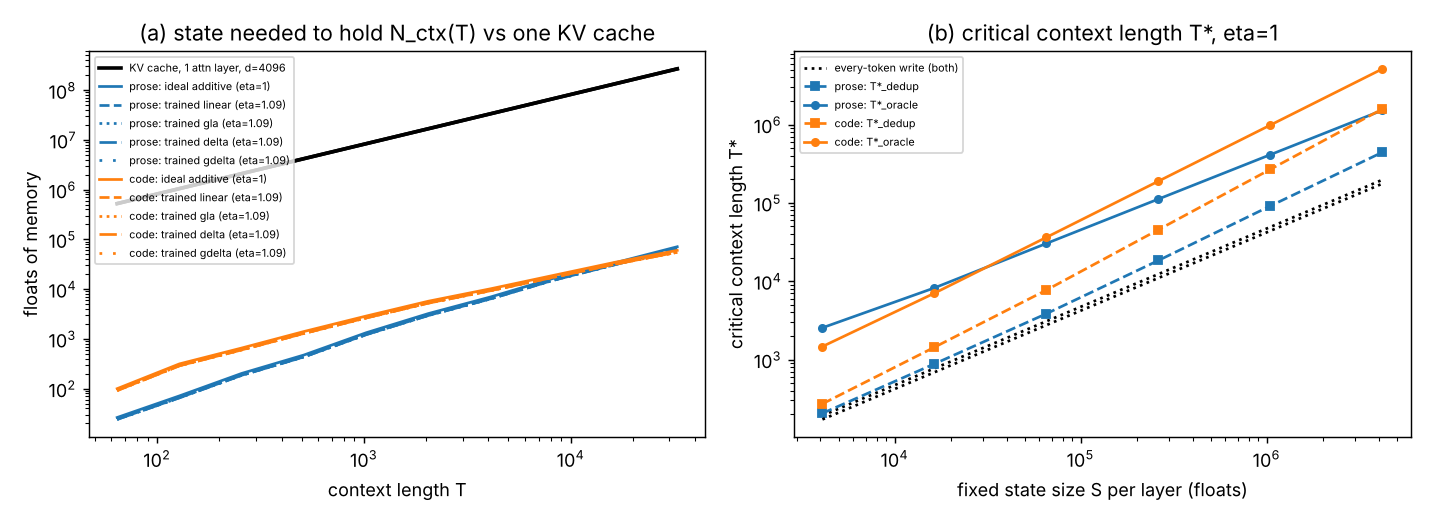 (a) state needed to hold N_ctx(T) vs one KV cache
floats of memory
10^8
10^7
10^6
10^5
10^4
10^3
10^2
KV cache, 1 attn layer, d=4096
prose: ideal additive (eta=1)
prose: trained linear (eta=1.09)
prose: trained gla (eta=1.09)
prose: trained delta (eta=1.09)
prose: trained gdelta (eta=1.09)
code: ideal additive (eta=1)
code: trained linear (eta=1.09)
code: trained gla (eta=1.09)
code: trained delta (eta=1.09)
code: trained gdelta (eta=1.09)
10^2 10^3 10^4
context length T
(b) critical context length T*, eta=1
critical context length T*
10^6
10^5
10^4
10^3
every-token write (both)
prose: T*_dedup
prose: T*_oracle
code: T*_dedup
code: T*_oracle
10^4 10^5 10^6
fixed state size S per layer (floats)